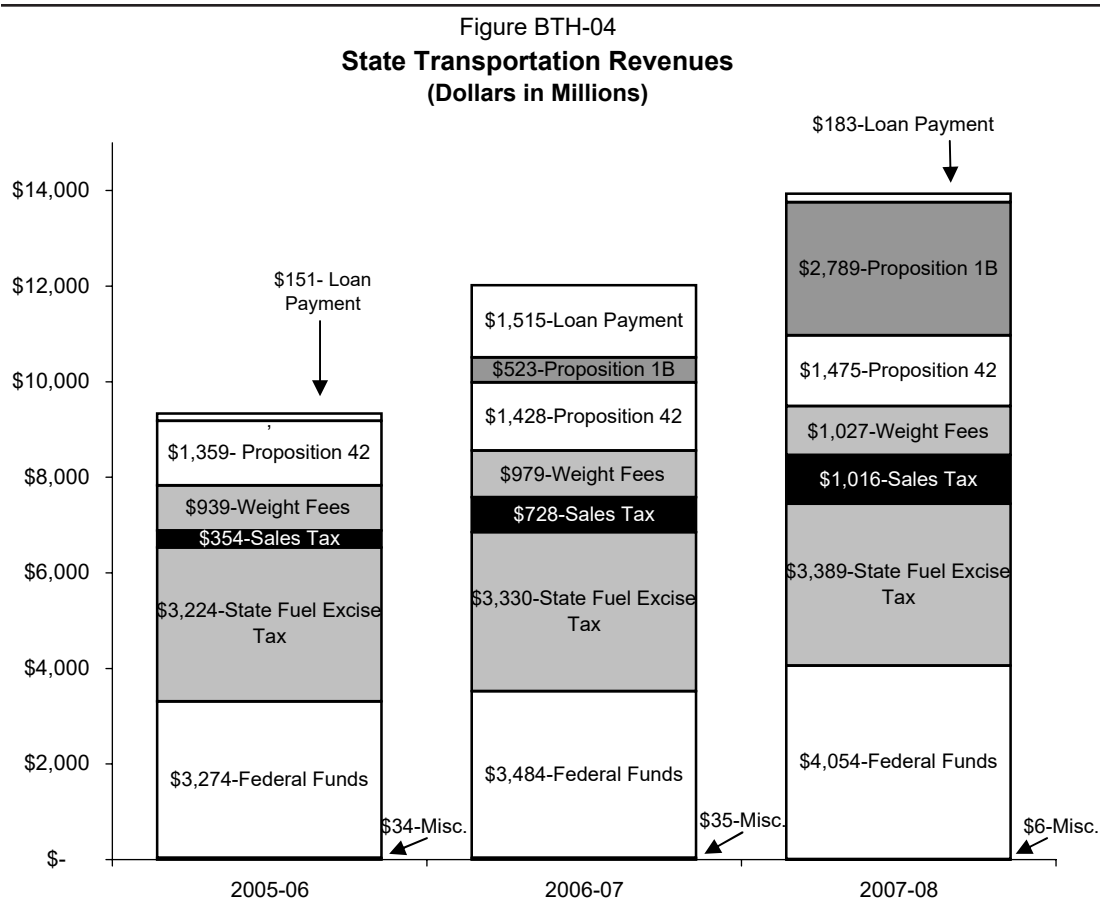 Figure BTH-04
State Transportation Revenues
(Dollars in Millions)
$14,000
$12,000
$10,000
$8,000
$6,000
$4,000
$2,000
$-
$151- Loan
Payment
,
$1,359- Proposition 42
$939-Weight Fees
$354-Sales Tax
$3,224-State Fuel Excise
Tax
$3,274-Federal Funds
$34-Misc.
$1,515-Loan Payment
$523-Proposition 1B
$1,428-Proposition 42
$979-Weight Fees
$728-Sales Tax
$3,330-State Fuel Excise
Tax
$3,484-Federal Funds
$35-Misc.
$183-Loan Payment
$2,789-Proposition 1B
$1,475-Proposition 42
$1,027-Weight Fees
$1,016-Sales Tax
$3,389-State Fuel Excise
Tax
$4,054-Federal Funds
$6-Misc.
2005-06
2006-07
2007-08